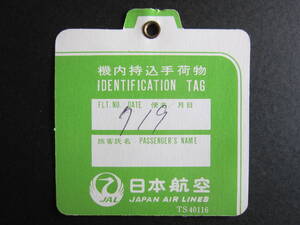 機内持込手荷物
IDENTIFICATION TAG
FLT. NO. DATE 便名/月日
719
旅客氏名 PASSENGER'S NAME
JAL 日本航空
JAPAN AIR LINES
TS40116